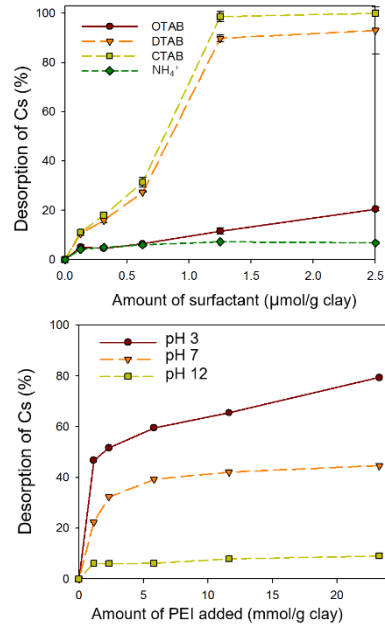 100
80
60
40
20
0
Desorption of Cs (%)
OTAB
DTAB
CTAB
NH₄⁺
0.0 0.5 1.0 1.5 2.0 2.5
Amount of surfactant (μmol/g clay)
100
80
60
40
20
0
Desorption of Cs (%)
pH 3
pH 7
pH 12
0 5 10 15 20
Amount of PEI added (mmol/g clay)